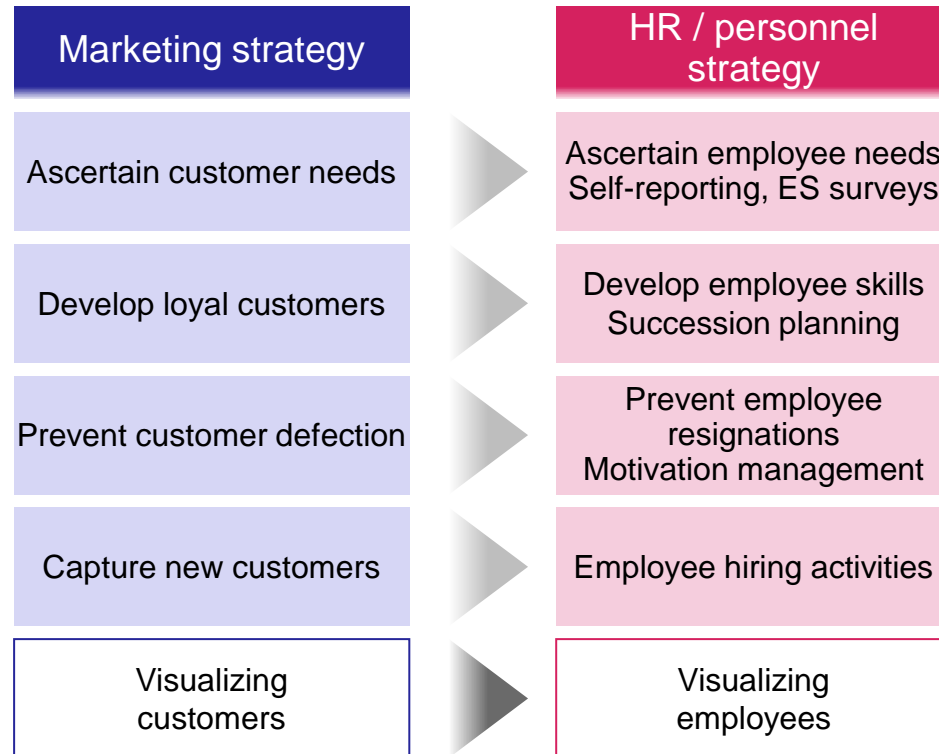 Marketing strategy
HR / personnel
strategy
Ascertain customer needs
Ascertain employee needs
Self-reporting, ES surveys
Develop loyal customers
Develop employee skills
Succession planning
Prevent customer defection
Prevent employee
resignations
Motivation management
Capture new customers
Employee hiring activities
Visualizing
customers
Visualizing
employees